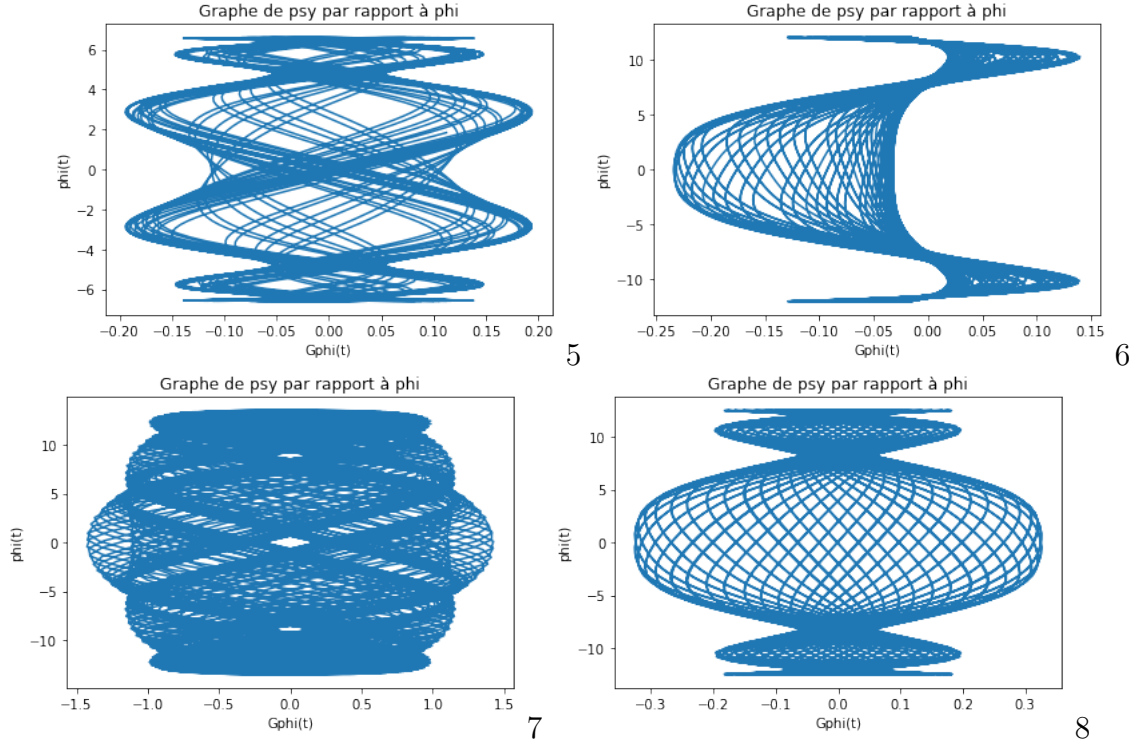 Graphe de psy par rapport à phi
phi(t)
6
4
2
0
−2
−4
−6
−0.20 −0.15 −0.10 −0.05 0.00 0.05 0.10 0.15 0.20
Gphi(t)
5
Graphe de psy par rapport à phi
phi(t)
10
5
0
−5
−10
−0.25 −0.20 −0.15 −0.10 −0.05 0.00 0.05 0.10 0.15
Gphi(t)
6
Graphe de psy par rapport à phi
phi(t)
10
5
0
−5
−10
−1.5 −1.0 −0.5 0.0 0.5 1.0 1.5
Gphi(t)
7
Graphe de psy par rapport à phi
phi(t)
10
5
0
−5
−10
−0.3 −0.2 −0.1 0.0 0.1 0.2 0.3
Gphi(t)
8